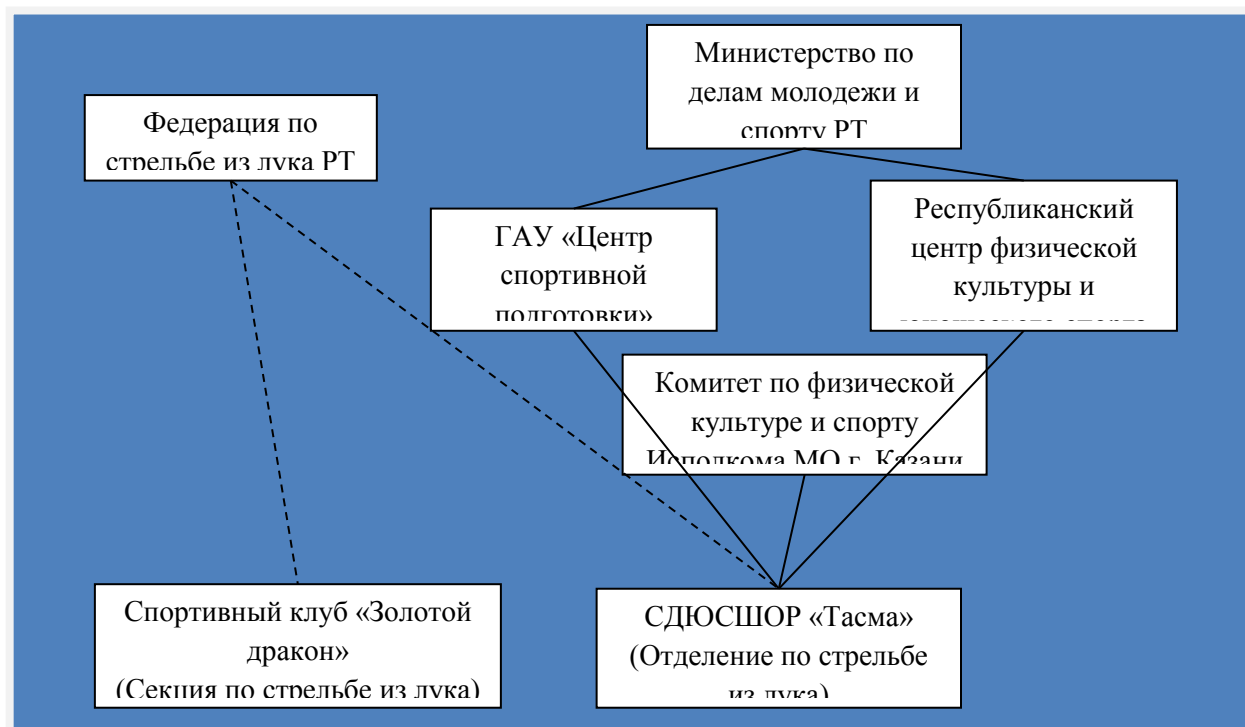 Министерство по
делам молодежи и
спорту РТ
Федерация по
стрельбе из лука РТ
Республиканский
центр физической
культуры и
юношеского спорта
ГАУ «Центр
спортивной
подготовки»
Комитет по физической
культуре и спорту
Исполкома МО г. Казани
Спортивный клуб «Золотой
дракон»
(Секция по стрельбе из лука)
СДЮСШОР «Тасма»
(Отделение по стрельбе
из лука)